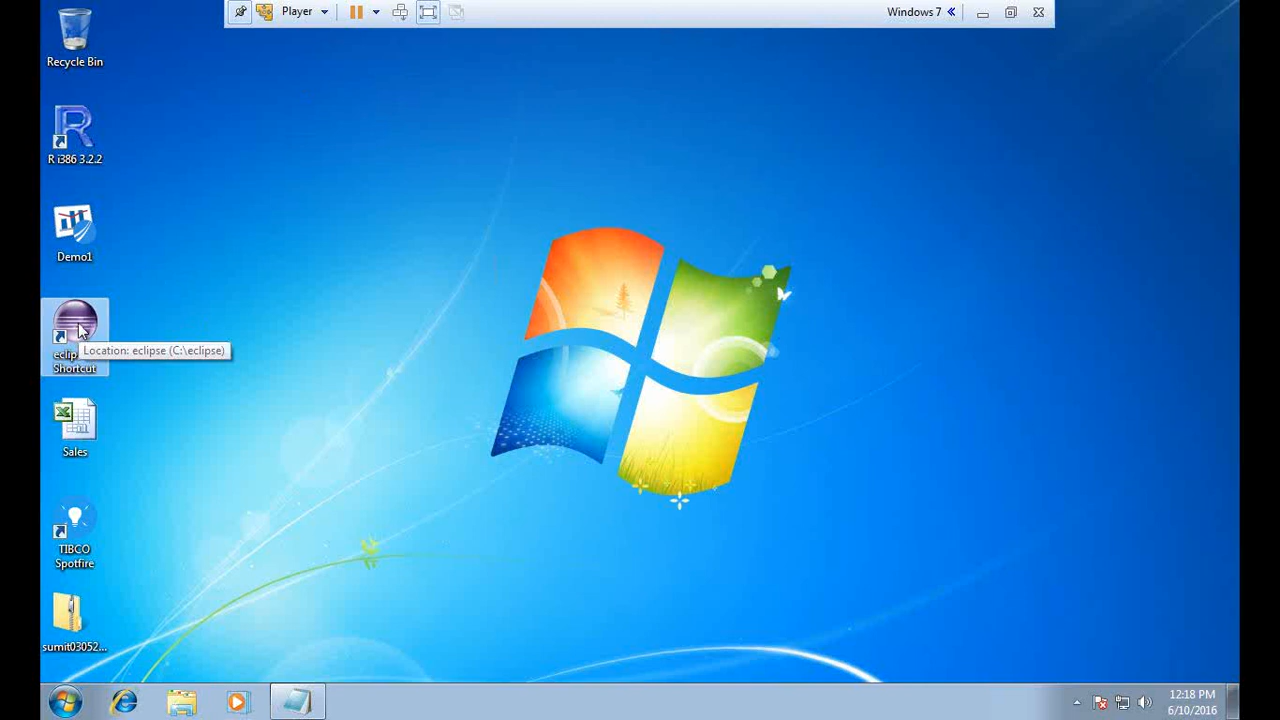 Player
Windows 7
Recycle Bin
R i386 3.2.2
Demo1
Location: eclipse (C:\eclipse)
Shortcut
Sales
TIBCO
Spotfire
sumit03052...
12:18 PM
6/10/2016